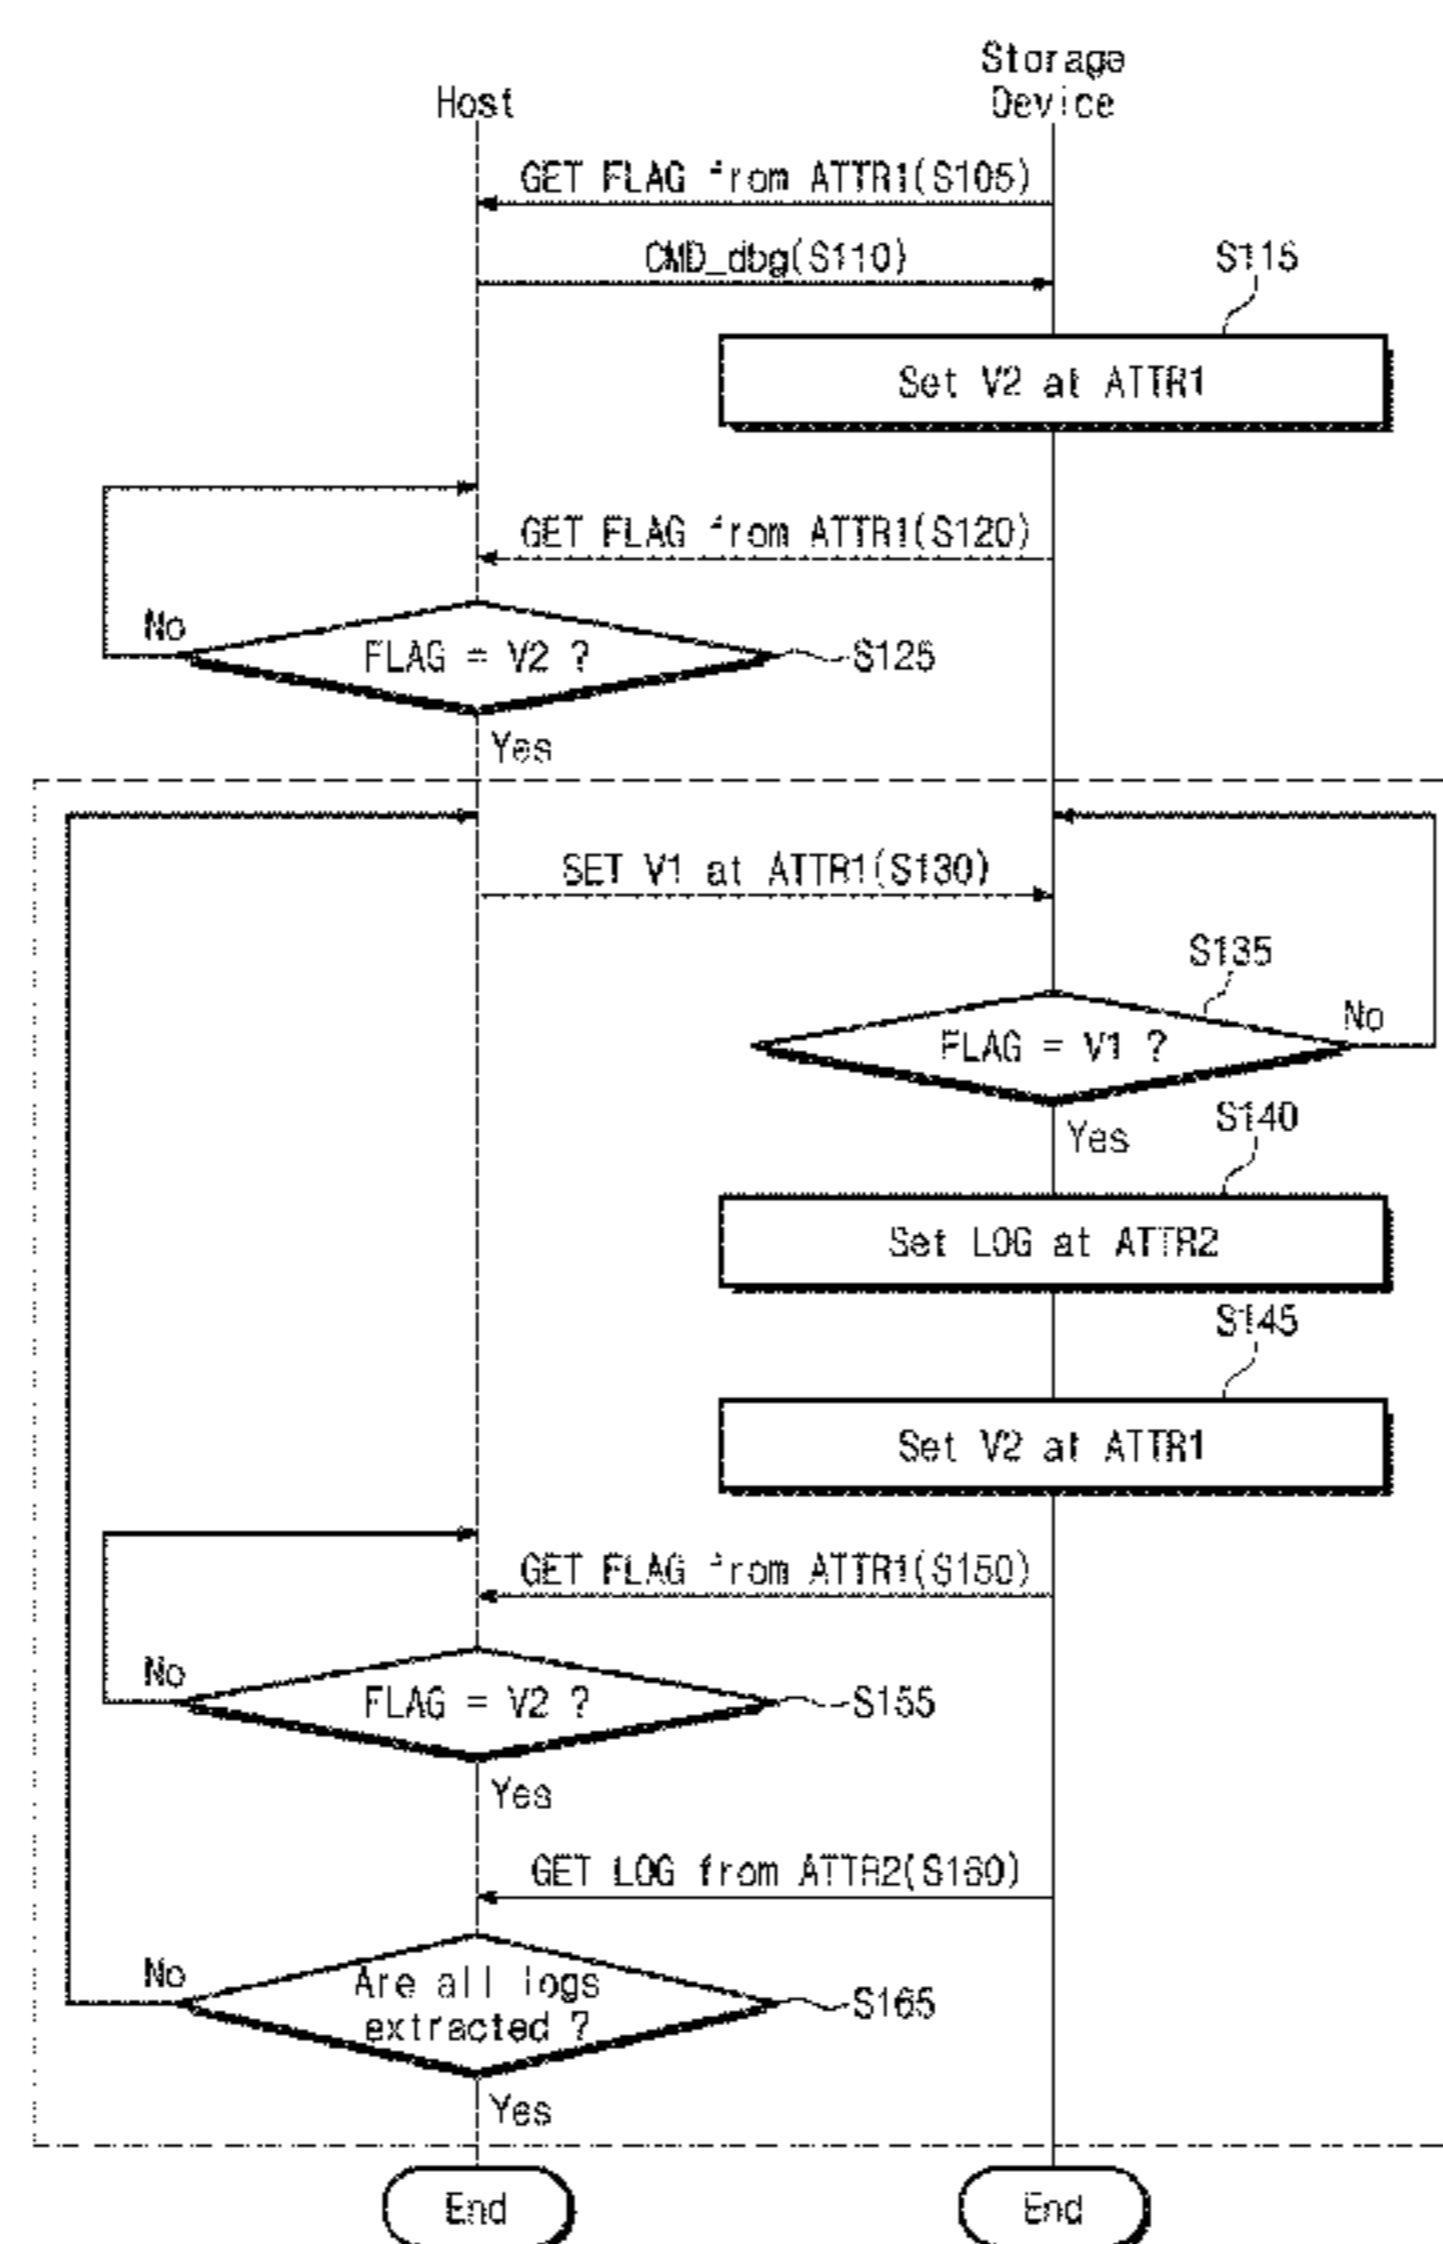 Host
Storage
Device
GET FLAG from ATTR1(S105)
CMD_dbg(S110)
S115
Set V2 at ATTR1
GET FLAG from ATTR1(S120)
No
FLAG = V2 ?
S125
Yes
SET V1 at ATTR1(S130)
S135
FLAG = V1 ?
No
Yes
S140
Set LOG at ATTR2
S145
Set V2 at ATTR1
GET FLAG from ATTR1(S150)
No
FLAG = V2 ?
S155
Yes
GET LOG from ATTR2(S160)
No
Are all logs
extracted ?
S165
Yes
End
End